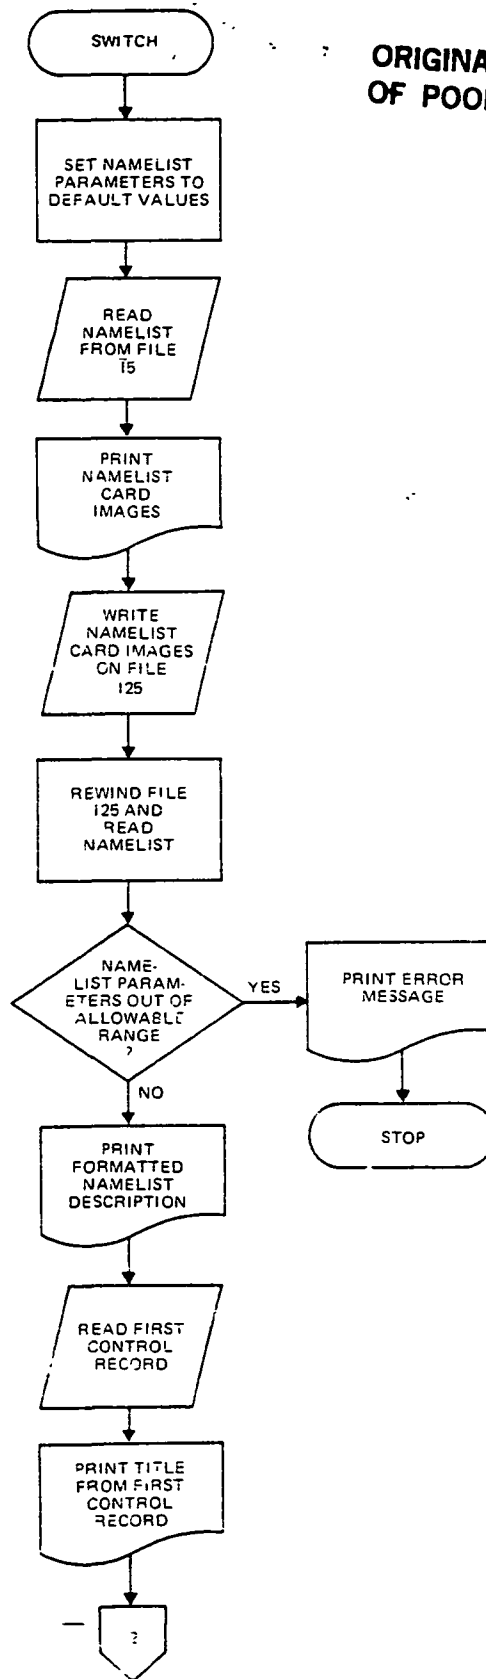 SWITCH
ORIGINA
OF POO
SET NAMELIST
PARAMETERS TO
DEFAULT VALUES
READ
NAMELIST
FROM FILE
15
PRINT
NAMELIST
CARD
IMAGES
WRITE
NAMELIST
CARD IMAGES
ON FILE
125
REWIND FILE
125 AND
READ
NAMELIST
NAME-
LIST PARAM-
ETERS OUT OF
ALLOWABLE
RANGE
?
YES
PRINT ERROR
MESSAGE
NO
STOP
PRINT
FORMATTED
NAMELIST
DESCRIPTION
READ FIRST
CONTROL
RECORD
PRINT TITLE
FROM FIRST
CONTROL
RECORD